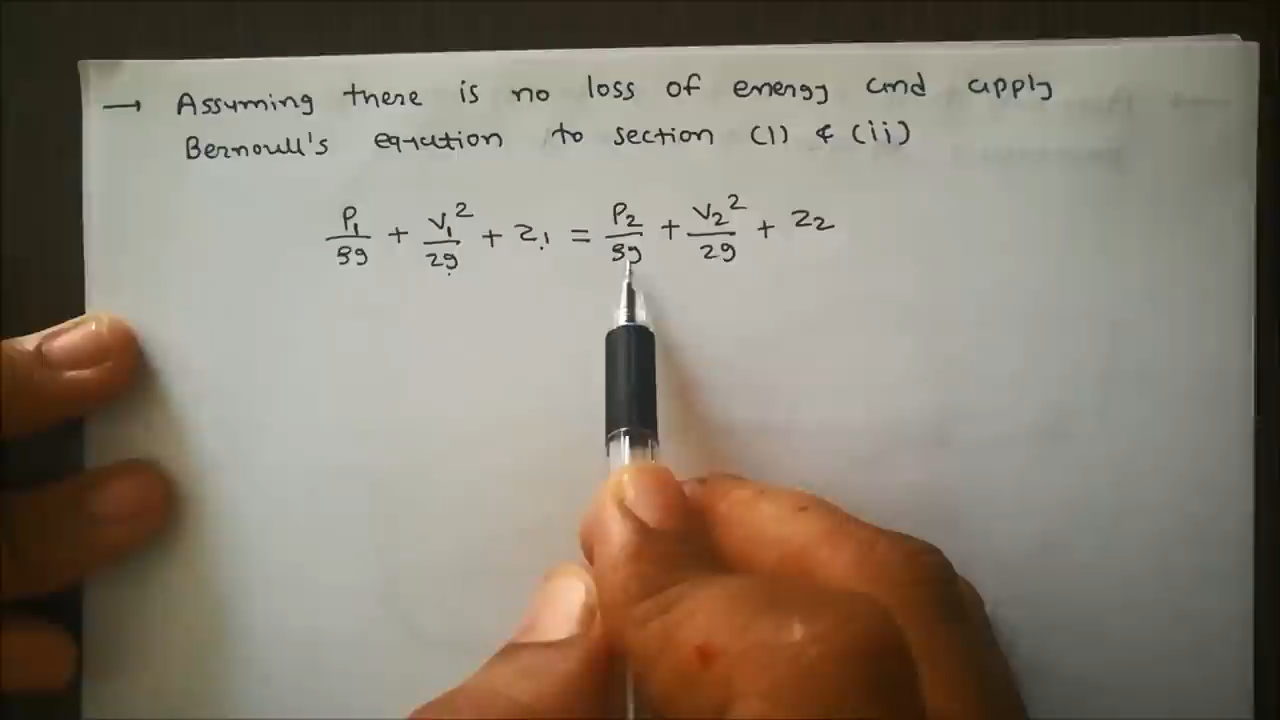 → Assuming there is no loss of energy and apply
Bernoull's equation to section (1) & (ii)
P₁/ρg + V₁²/2g + Z₁ = P₂/ρg + V₂²/2g + Z₂